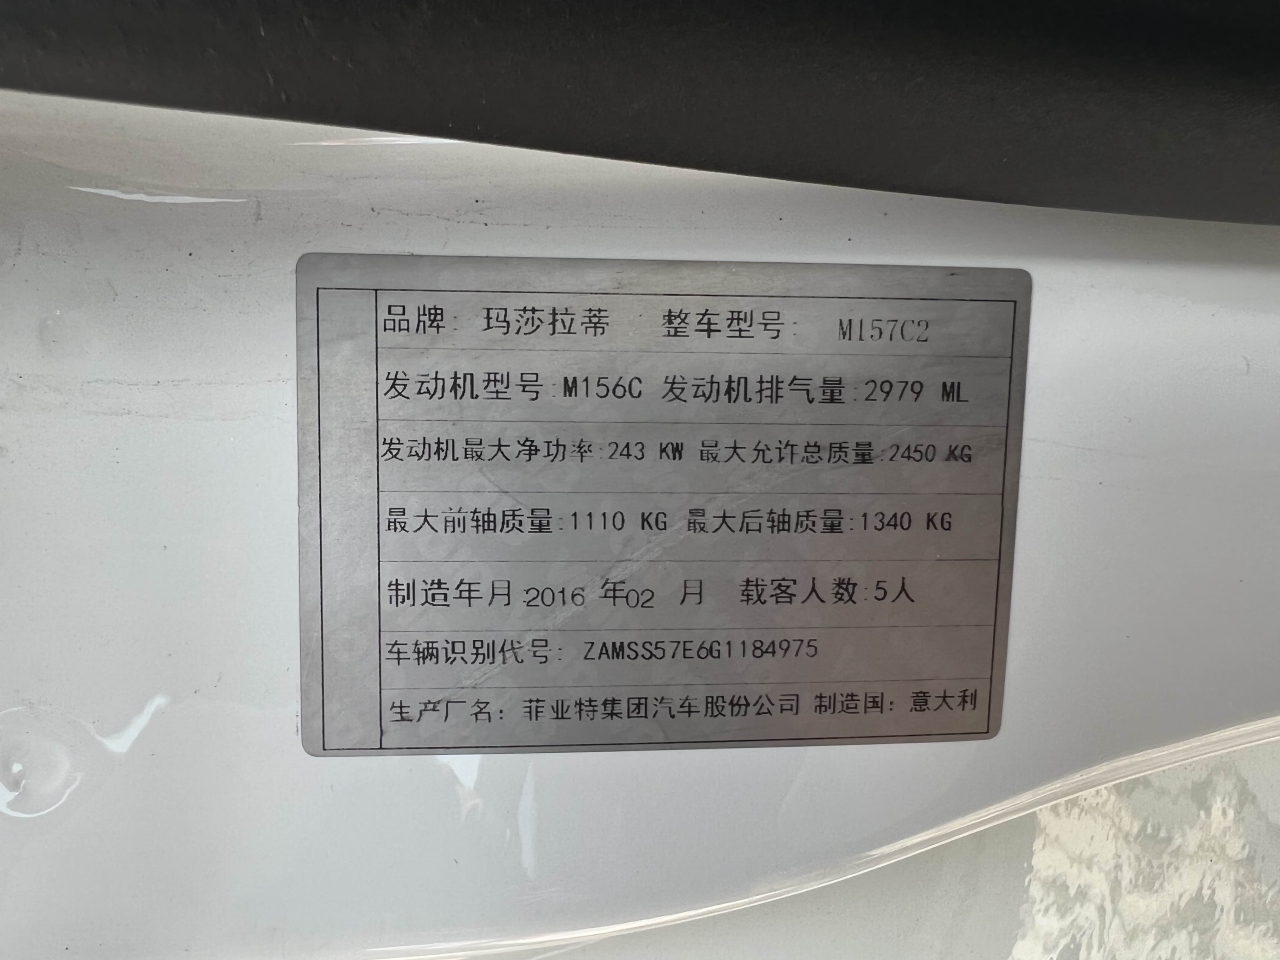 品牌: 玛莎拉蒂 整车型号: M157C2
发动机型号:M156C 发动机排气量:2979 ML
发动机最大净功率:243 KW 最大允许总质量:2450 KG
最大前轴质量:1110 KG 最大后轴质量:1340 KG
制造年月:2016 年02 月 载客人数:5人
车辆识别代号: ZAMSS57E6G1184975
生产厂名: 菲亚特集团汽车股份公司 制造国: 意大利